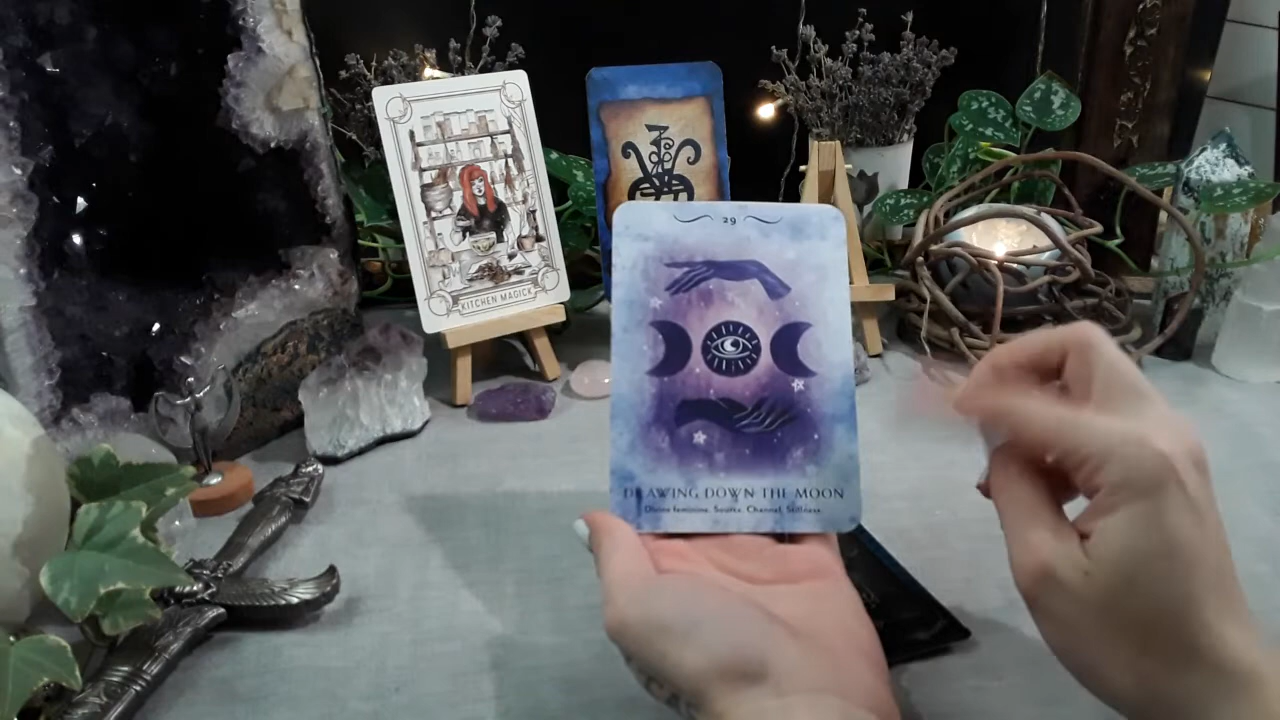 KITCHEN MAGICK
29
DRAWING DOWN THE MOON
Divine feminine, Source, Channel, Stillness